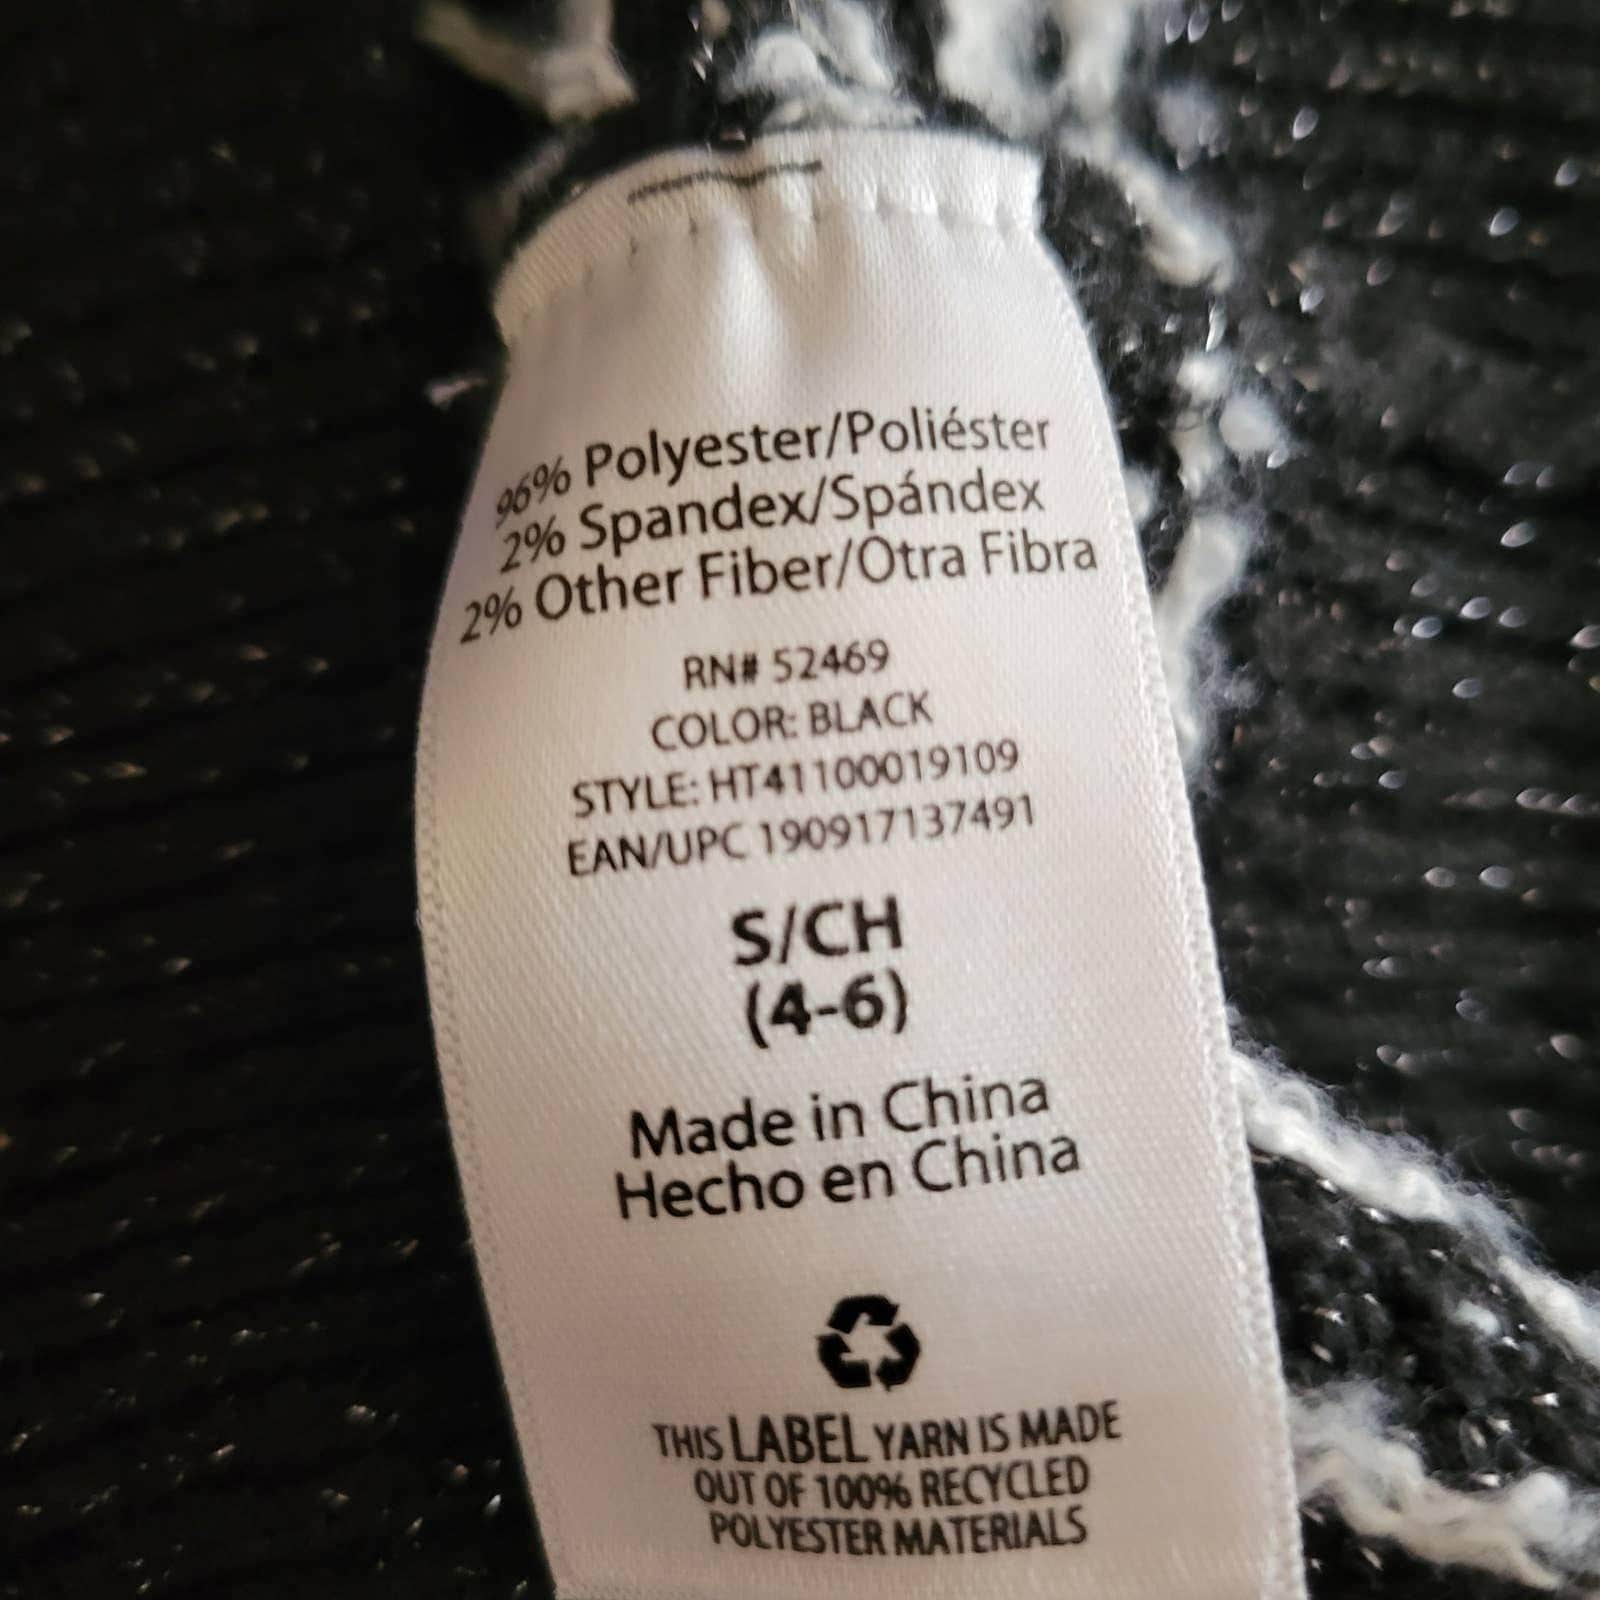 96% Polyester/Poliéster
2% Spandex/Spándex
2% Other Fiber/Otra Fibra
RN# 52469
COLOR: BLACK
STYLE: HT41100019109
EAN/UPC 190917137491
S/CH
(4-6)
Made in China
Hecho en China
THIS LABEL YARN IS MADE
OUT OF 100% RECYCLED
POLYESTER MATERIALS